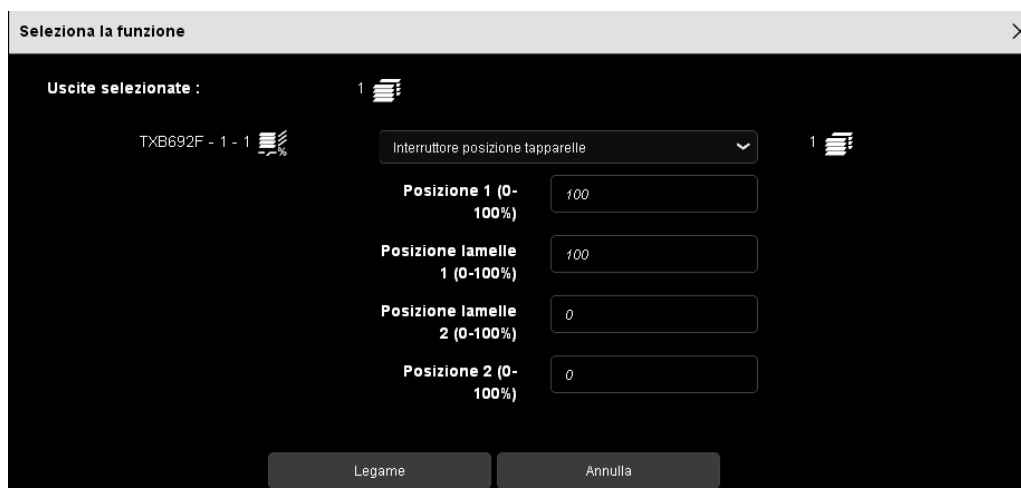 Seleziona la funzione
Uscite selezionate : 1
TXB692F - 1 - 1 % Interruttore posizione tapparelle 1
Posizione 1 (0-
100%) 100
Posizione lamelle
1 (0-100%) 100
Posizione lamelle
2 (0-100%) 0
Posizione 2 (0-
100%) 0
Legame Annulla